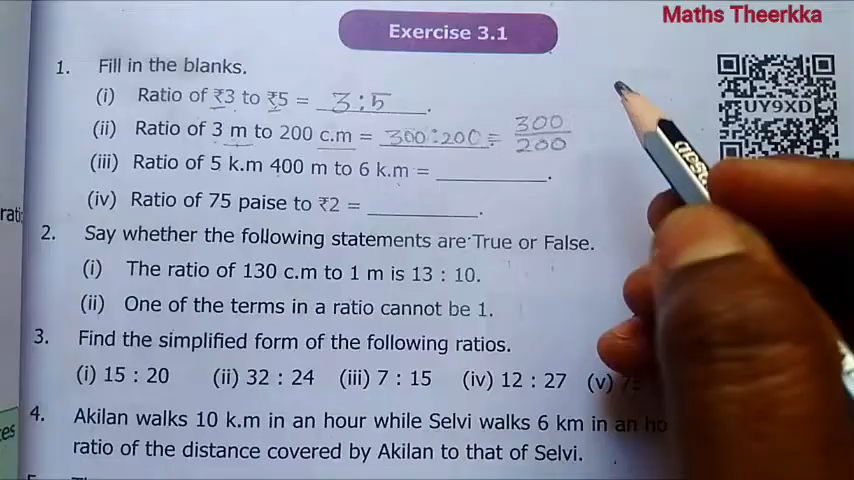 Maths Theerkka
Exercise 3.1
1. Fill in the blanks.
(i) Ratio of ₹3 to ₹5 = 3:5.
(ii) Ratio of 3 m to 200 c.m = 300:200 = 300/200
UY9XD
(iii) Ratio of 5 k.m 400 m to 6 k.m = ___________.
(iv) Ratio of 75 paise to ₹2 = ___________.
2. Say whether the following statements are True or False.
(i) The ratio of 130 c.m to 1 m is 13 : 10.
(ii) One of the terms in a ratio cannot be 1.
3. Find the simplified form of the following ratios.
(i) 15 : 20 (ii) 32 : 24 (iii) 7 : 15 (iv) 12 : 27 (v)
4. Akilan walks 10 k.m in an hour while Selvi walks 6 km in an
ratio of the distance covered by Akilan to that of Selvi.